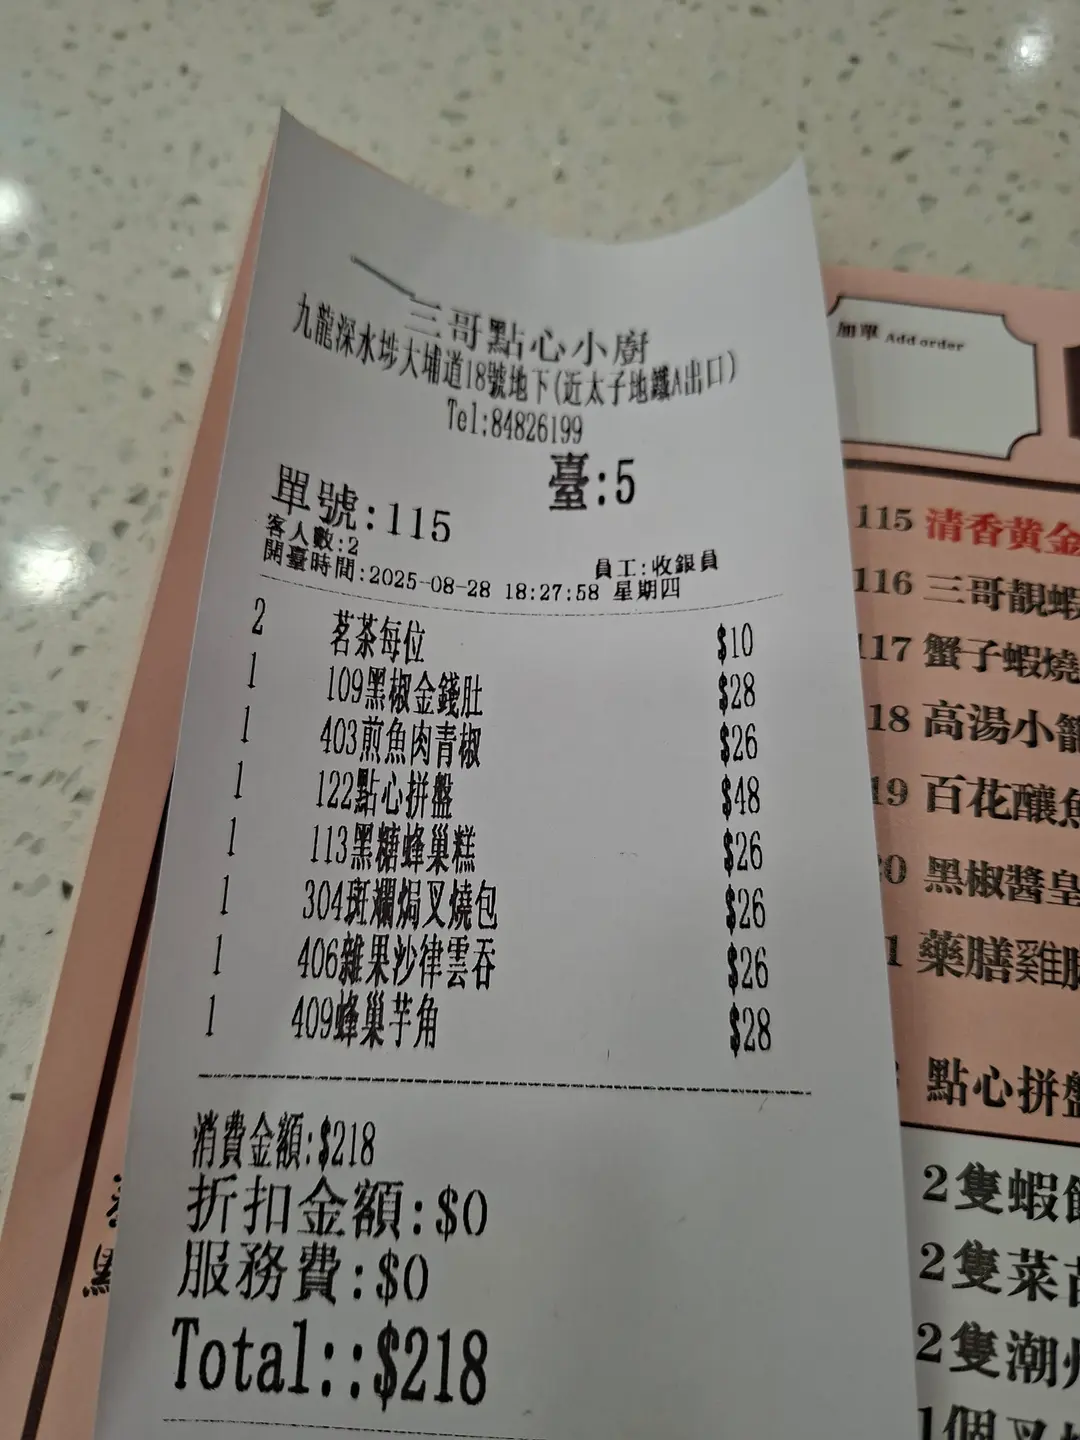 三哥點心小廚
九龍深水埗大埔道18號地下(近太子地鐵A出口)
Tel:84826199
臺:5
單號:115
客人數:2
員工:收銀員
開臺時間:2025-08-28 18:27:58 星期四
2 茗茶每位 $10
1 109黑椒金錢肚 $28
1 403煎魚肉青椒 $26
1 122點心拼盤 $48
1 113黑糖蜂巢糕 $26
1 304斑斕焗叉燒包 $26
1 406雜果沙律雲吞 $26
1 409蜂巢芋角 $28
消費金額:$218
折扣金額:$0
服務費:$0
Total::$218
加單 Add order
115 清香黄金
116 三哥靚蝦
117 蟹子蝦燒
18 高湯小籠
19 百花釀魚
0 黑椒醬皇
1 藥膳雞
點心拼盤
2隻蝦餃
2隻菜苗
2隻潮州
1個叉燒